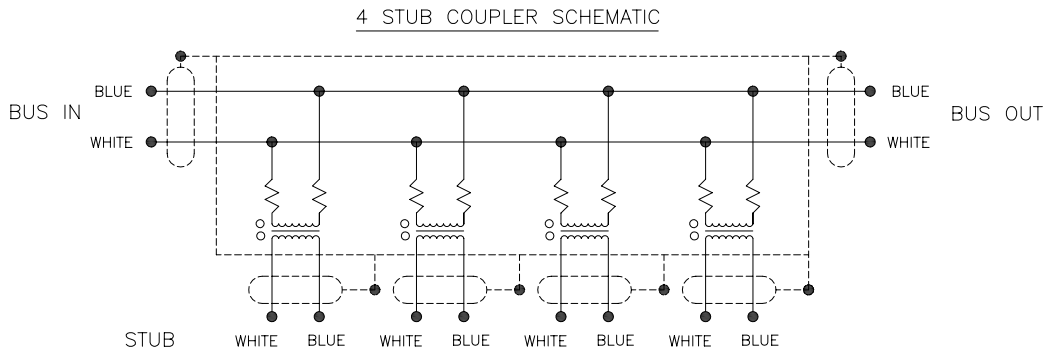 4 STUB COUPLER SCHEMATIC
BLUE
BLUE
BUS IN
BUS OUT
WHITE
WHITE
STUB
WHITE BLUE WHITE BLUE WHITE BLUE WHITE BLUE